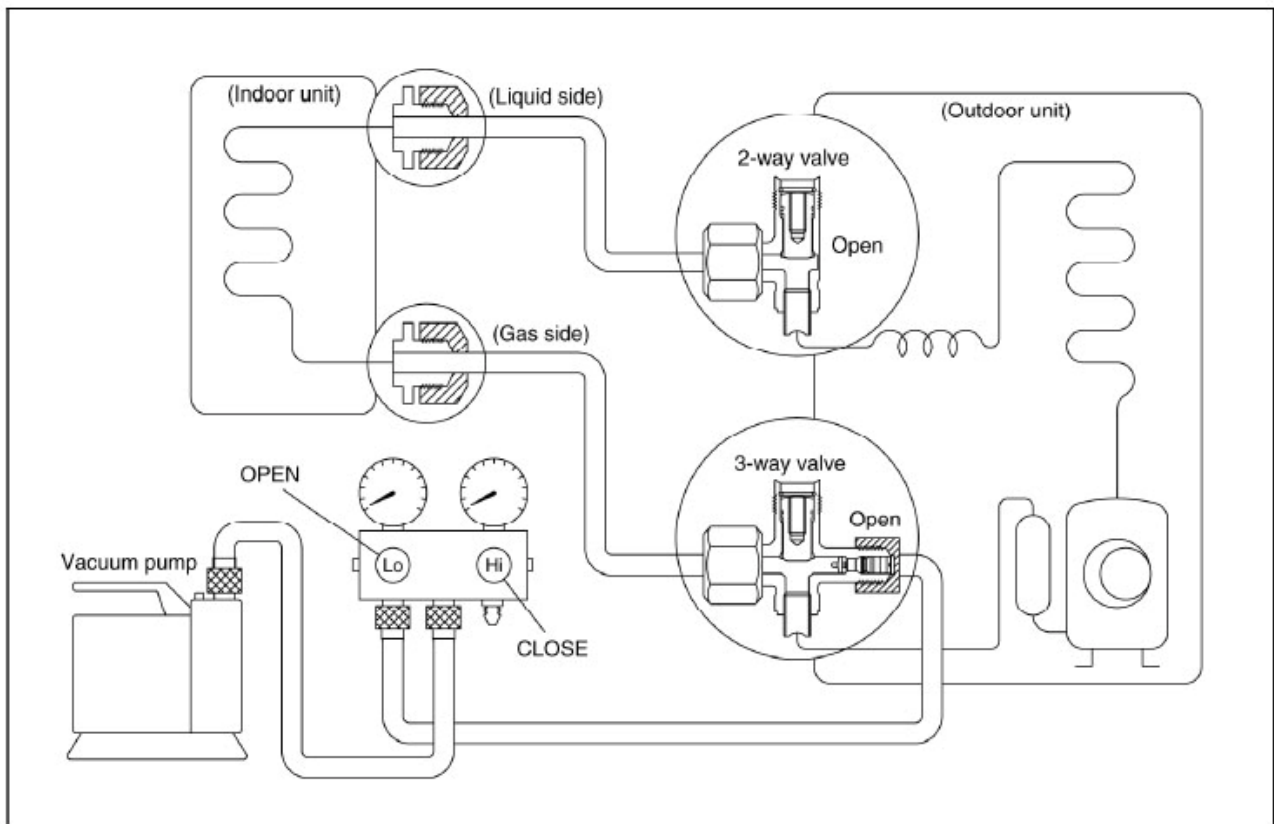 (Indoor unit)
(Liquid side)
(Outdoor unit)
2-way valve
Open
(Gas side)
3-way valve
Open
OPEN
Lo
Hi
Vacuum pump
CLOSE